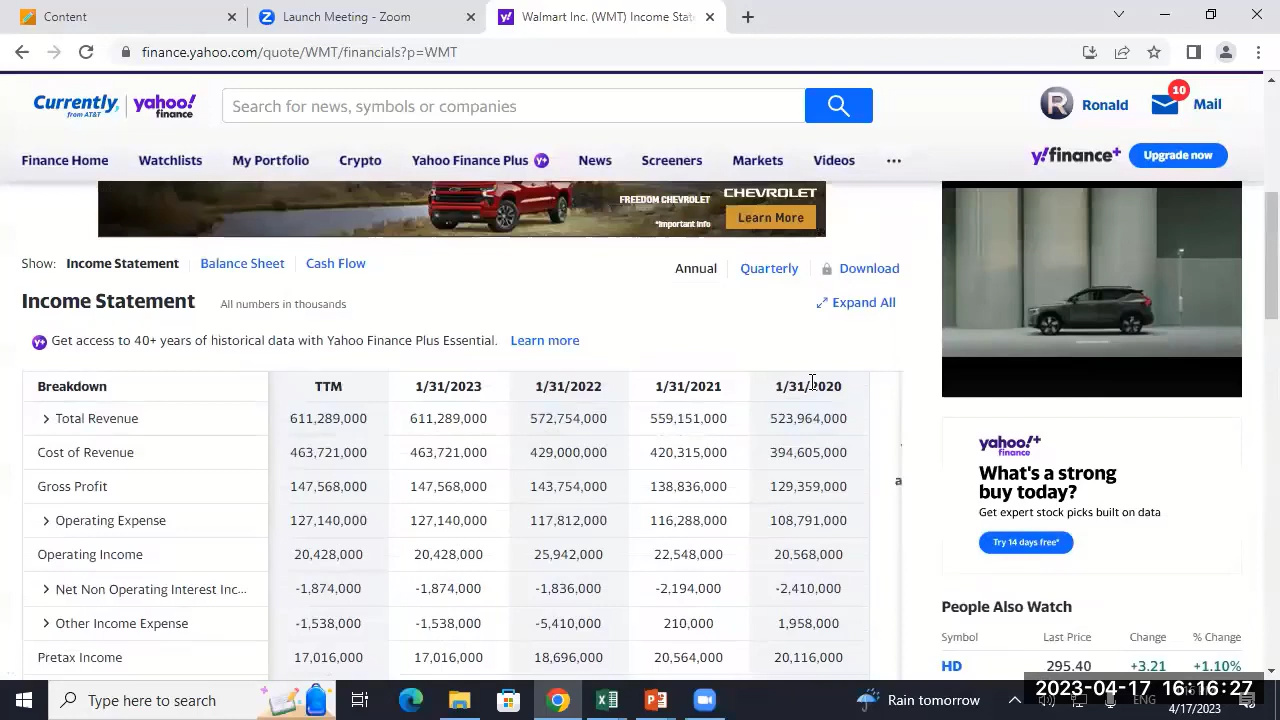 Content
Launch Meeting - Zoom
Walmart Inc. (WMT) Income Stat
finance.yahoo.com/quote/WMT/financials?p=WMT
Currently, from AT&T yahoo! finance
Search for news, symbols or companies
R Ronald
10 Mail
Finance Home Watchlists My Portfolio Crypto Yahoo Finance Plus News Screeners Markets Videos ...
y!finance+ Upgrade now
FREEDOM CHEVROLET
*Important Info
CHEVROLET
Learn More
Show: Income Statement Balance Sheet Cash Flow
Annual Quarterly Download
Income Statement All numbers in thousands
Expand All
Get access to 40+ years of historical data with Yahoo Finance Plus Essential. Learn more
Breakdown TTM 1/31/2023 1/31/2022 1/31/2021 1/31/2020
Total Revenue 611,289,000 611,289,000 572,754,000 559,151,000 523,964,000
Cost of Revenue 463,721,000 463,721,000 429,000,000 420,315,000 394,605,000
Gross Profit 147,568,000 147,568,000 143,754,000 138,836,000 129,359,000
Operating Expense 127,140,000 127,140,000 117,812,000 116,288,000 108,791,000
Operating Income 20,428,000 20,428,000 25,942,000 22,548,000 20,568,000
Net Non Operating Interest Inc... -1,874,000 -1,874,000 -1,836,000 -2,194,000 -2,410,000
Other Income Expense -1,538,000 -1,538,000 -5,410,000 210,000 1,958,000
Pretax Income 17,016,000 17,016,000 18,696,000 20,564,000 20,116,000
yahoo!+ finance
What's a strong
buy today?
Get expert stock picks built on data
Try 14 days free*
People Also Watch
Symbol Last Price Change % Change
HD 295.40 +3.21 +1.10%
Type here to search
Rain tomorrow
ENG
2023-04-17 16:16:27
4/17/2023